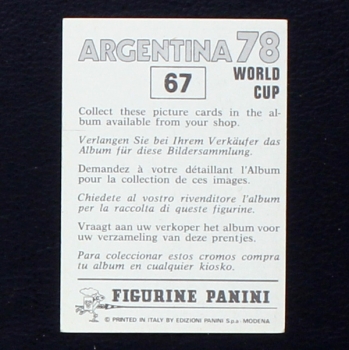 ARGENTINA 78
67
WORLD
CUP
Collect these picture cards in the al-
bum available from your shop.
Verlangen Sie bei Ihrem Verkäufer das
Album für diese Bildersammlung.
Demandez à votre détaillant l'Album
pour la collection de ces images.
Chiedete al vostro rivenditore l'album
per la raccolta di queste figurine.
Vraagt aan uw verkoper het album voor
uw verzameling van deze prentjes.
Para coleccionar estos cromos compra
tu album en cualquier kiosko.
FIGURINE PANINI
© PRINTED IN ITALY BY EDIZIONI PANINI S.p.a. - MODENA